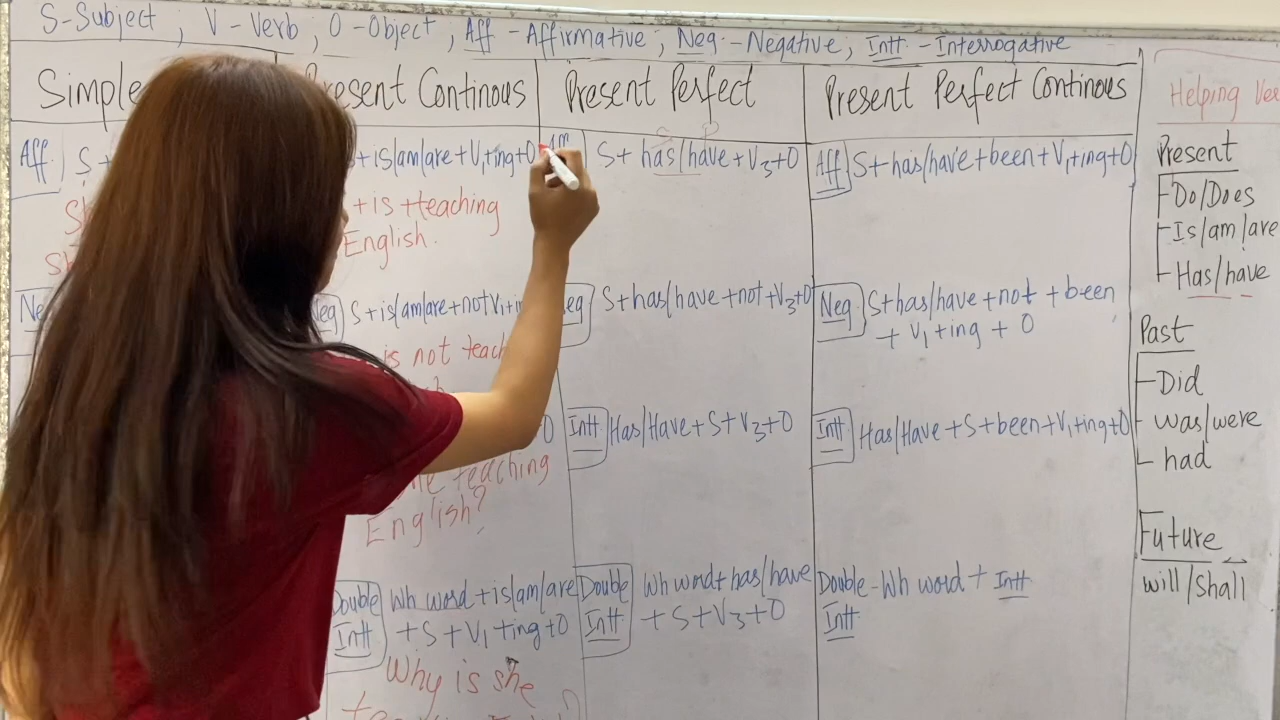 S-Subject, V-Verb, O-Object, Aff-Affirmative, Neg.-Negative, Intt.-Interrogative
Simple
Present Continous
Aff S+
+is/am/are+V1+ing+O
+is+teaching
English.
Neg S+is/am/are+notV1+
is not
O
teaching
English?
Double Intt Wh word+is/am/are
+S+V1+ing+O
Why is she
Present Perfect
S+has/have+V3+O
S+has/have+not+V3+O
Intt Has/Have+S+V3+O
Double Intt Wh word+has/have
+S+V3+O
Present Perfect Continous
Aff S+has/have+been+V1+ing+O
Neg S+has/have+not+been
+V1+ing+O
Intt Has/Have+S+been+V1+ing+O
Double-Wh word+Intt
Intt
Helping
Present
Do/Does
Is/am/are
Has/have
Past
Did
was/were
had
Future
will/shall